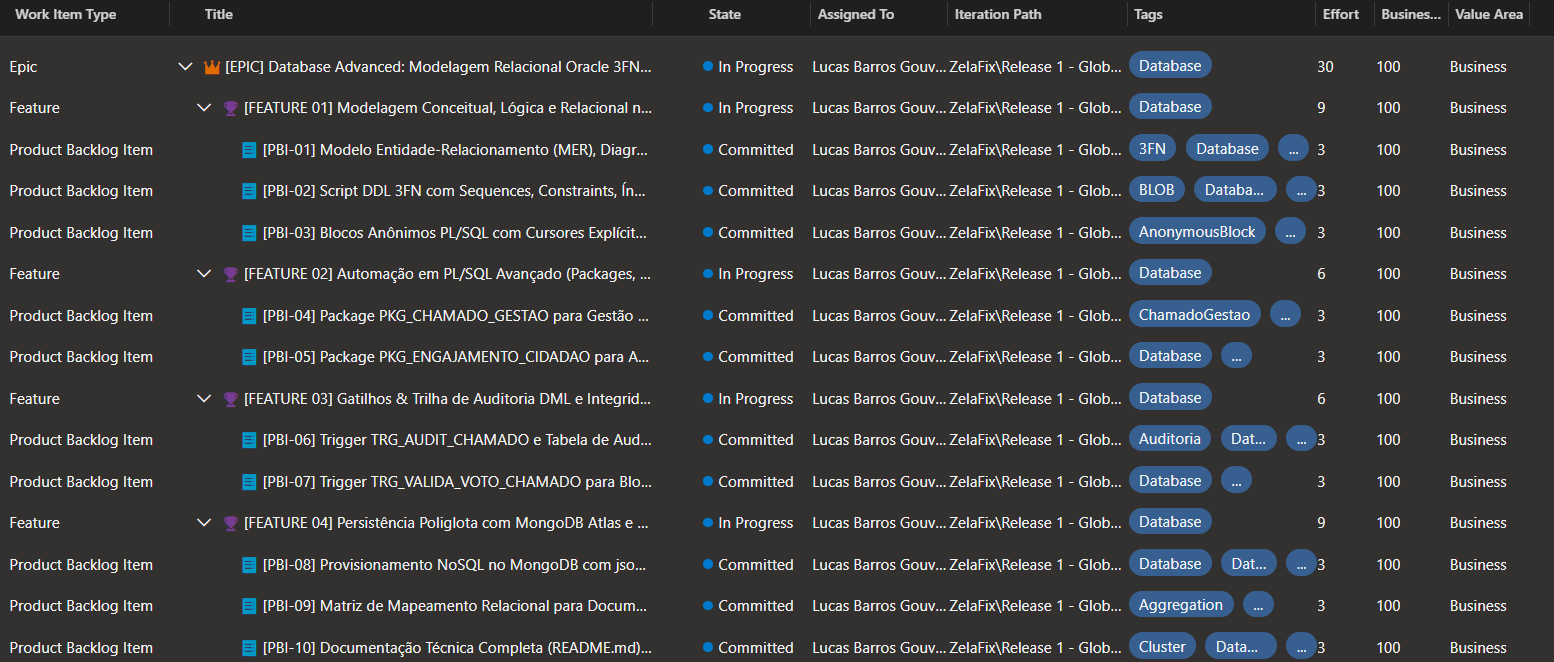 Work Item Type Title State Assigned To Iteration Path Tags Effort Busines... Value Area
Epic [EPIC] Database Advanced: Modelagem Relacional Oracle 3FN... In Progress Lucas Barros Gouv... ZelaFix\Release 1 - Glob... Database 30 100 Business
Feature [FEATURE 01] Modelagem Conceitual, Lógica e Relacional n... In Progress Lucas Barros Gouv... ZelaFix\Release 1 - Glob... Database 9 100 Business
Product Backlog Item [PBI-01] Modelo Entidade-Relacionamento (MER), Diagr... Committed Lucas Barros Gouv... ZelaFix\Release 1 - Glob... 3FN Database ... 3 100 Business
Product Backlog Item [PBI-02] Script DDL 3FN com Sequences, Constraints, Ín... Committed Lucas Barros Gouv... ZelaFix\Release 1 - Glob... BLOB Databa... ... 3 100 Business
Product Backlog Item [PBI-03] Blocos Anônimos PL/SQL com Cursores Explícit... Committed Lucas Barros Gouv... ZelaFix\Release 1 - Glob... AnonymousBlock ... 3 100 Business
Feature [FEATURE 02] Automação em PL/SQL Avançado (Packages, ... In Progress Lucas Barros Gouv... ZelaFix\Release 1 - Glob... Database 6 100 Business
Product Backlog Item [PBI-04] Package PKG_CHAMADO_GESTAO para Gestão ... Committed Lucas Barros Gouv... ZelaFix\Release 1 - Glob... ChamadoGestao ... 3 100 Business
Product Backlog Item [PBI-05] Package PKG_ENGAJAMENTO_CIDADAO para A... Committed Lucas Barros Gouv... ZelaFix\Release 1 - Glob... Database ... 3 100 Business
Feature [FEATURE 03] Gatilhos & Trilha de Auditoria DML e Integrid... In Progress Lucas Barros Gouv... ZelaFix\Release 1 - Glob... Database 6 100 Business
Product Backlog Item [PBI-06] Trigger TRG_AUDIT_CHAMADO e Tabela de Aud... Committed Lucas Barros Gouv... ZelaFix\Release 1 - Glob... Auditoria Dat... ... 3 100 Business
Product Backlog Item [PBI-07] Trigger TRG_VALIDA_VOTO_CHAMADO para Blo... Committed Lucas Barros Gouv... ZelaFix\Release 1 - Glob... Database ... 3 100 Business
Feature [FEATURE 04] Persistência Poliglota com MongoDB Atlas e ... In Progress Lucas Barros Gouv... ZelaFix\Release 1 - Glob... Database 9 100 Business
Product Backlog Item [PBI-08] Provisionamento NoSQL no MongoDB com jso... Committed Lucas Barros Gouv... ZelaFix\Release 1 - Glob... Database Dat... ... 3 100 Business
Product Backlog Item [PBI-09] Matriz de Mapeamento Relacional para Docum... Committed Lucas Barros Gouv... ZelaFix\Release 1 - Glob... Aggregation ... 3 100 Business
Product Backlog Item [PBI-10] Documentação Técnica Completa (README.md)... Committed Lucas Barros Gouv... ZelaFix\Release 1 - Glob... Cluster Data... ... 3 100 Business